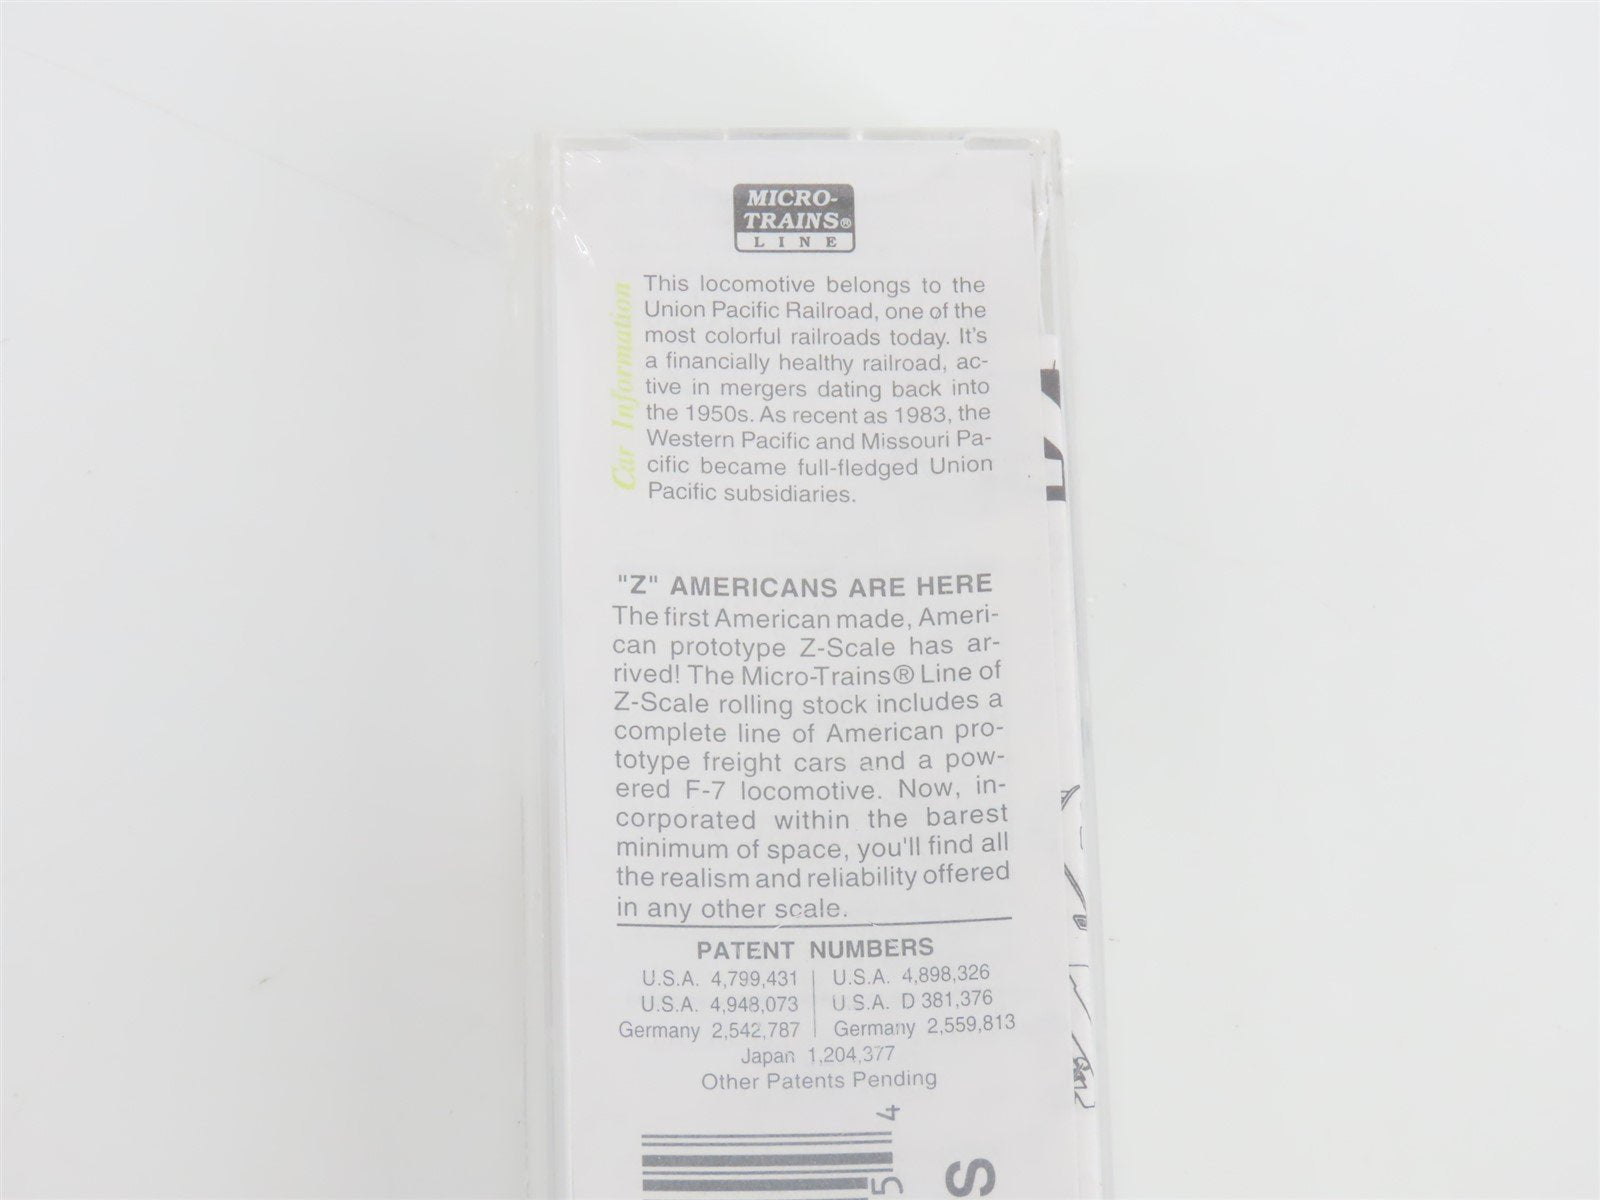 MICRO-
TRAINS®
LINE
Car Information
This locomotive belongs to the
Union Pacific Railroad, one of the
most colorful railroads today. It's
a financially healthy railroad, ac-
tive in mergers dating back into
the 1950s. As recent as 1983, the
Western Pacific and Missouri Pa-
cific became full-fledged Union
Pacific subsidiaries.
"Z" AMERICANS ARE HERE
The first American made, Ameri-
can prototype Z-Scale has ar-
rived! The Micro-Trains® Line of
Z-Scale rolling stock includes a
complete line of American pro-
totype freight cars and a pow-
ered F-7 locomotive. Now, in-
corporated within the barest
minimum of space, you'll find all
the realism and reliability offered
in any other scale.
PATENT NUMBERS
U.S.A. 4,799,431 | U.S.A. 4,898,326
U.S.A. 4,948,073 | U.S.A. D 381,376
Germany 2,542,787 | Germany 2,559,813
Japan 1,204,377
Other Patents Pending
4
5
S